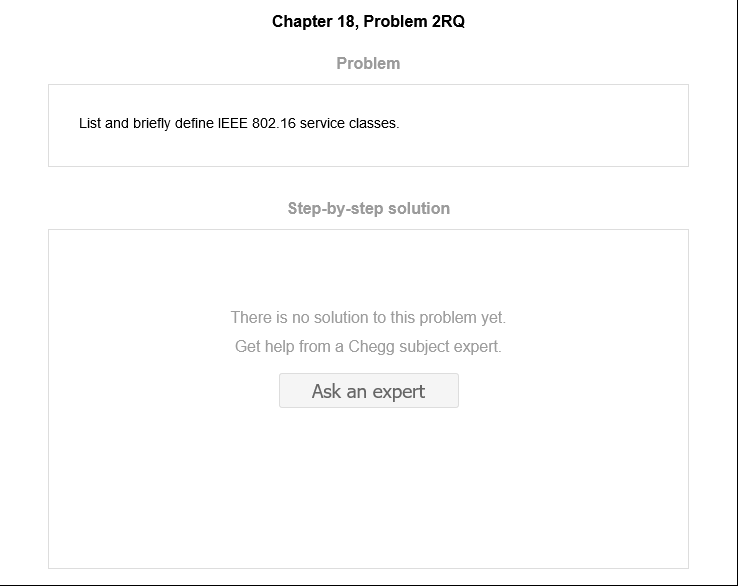 Chapter 18, Problem 2RQ
Problem
List and briefly define IEEE 802.16 service classes.
Step-by-step solution
There is no solution to this problem yet.
Get help from a Chegg subject expert.
Ask an expert